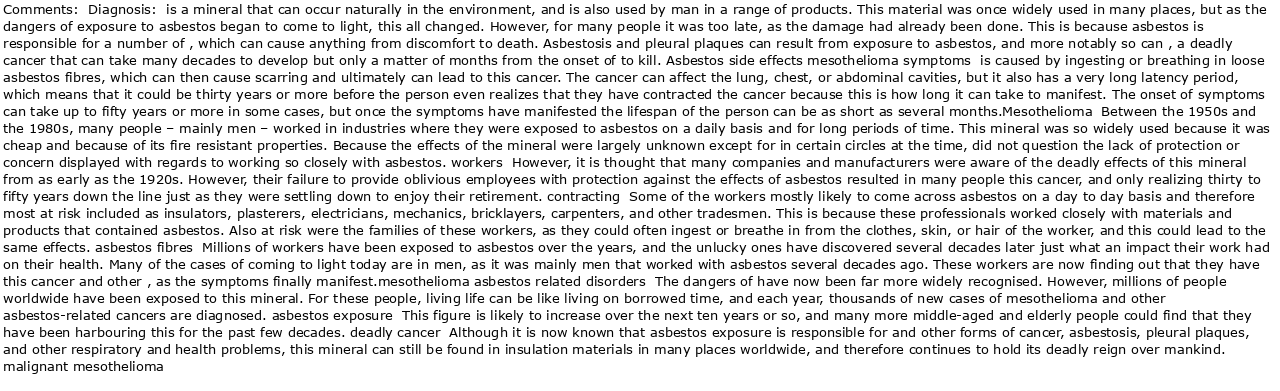 Comments:  Diagnosis:  is a mineral that can occur naturally in the environment, and is also used by man in a range of products. This material was once widely used in many places, but as the
dangers of exposure to asbestos began to come to light, this all changed. However, for many people it was too late, as the damage had already been done. This is because asbestos is
responsible for a number of , which can cause anything from discomfort to death. Asbestosis and pleural plaques can result from exposure to asbestos, and more notably so can , a deadly
cancer that can take many decades to develop but only a matter of months from the onset of to kill. Asbestos side effects mesothelioma symptoms  is caused by ingesting or breathing in loose
asbestos fibres, which can then cause scarring and ultimately can lead to this cancer. The cancer can affect the lung, chest, or abdominal cavities, but it also has a very long latency period,
which means that it could be thirty years or more before the person even realizes that they have contracted the cancer because this is how long it can take to manifest. The onset of symptoms
can take up to fifty years or more in some cases, but once the symptoms have manifested the lifespan of the person can be as short as several months.Mesothelioma  Between the 1950s and
the 1980s, many people – mainly men – worked in industries where they were exposed to asbestos on a daily basis and for long periods of time. This mineral was so widely used because it was
cheap and because of its fire resistant properties. Because the effects of the mineral were largely unknown except for in certain circles at the time, did not question the lack of protection or
concern displayed with regards to working so closely with asbestos. workers  However, it is thought that many companies and manufacturers were aware of the deadly effects of this mineral
from as early as the 1920s. However, their failure to provide oblivious employees with protection against the effects of asbestos resulted in many people this cancer, and only realizing thirty to
fifty years down the line just as they were settling down to enjoy their retirement. contracting  Some of the workers mostly likely to come across asbestos on a day to day basis and therefore
most at risk included as insulators, plasterers, electricians, mechanics, bricklayers, carpenters, and other tradesmen. This is because these professionals worked closely with materials and
products that contained asbestos. Also at risk were the families of these workers, as they could often ingest or breathe in from the clothes, skin, or hair of the worker, and this could lead to the
same effects. asbestos fibres  Millions of workers have been exposed to asbestos over the years, and the unlucky ones have discovered several decades later just what an impact their work had
on their health. Many of the cases of coming to light today are in men, as it was mainly men that worked with asbestos several decades ago. These workers are now finding out that they have
this cancer and other , as the symptoms finally manifest.mesothelioma asbestos related disorders  The dangers of have now been far more widely recognised. However, millions of people
worldwide have been exposed to this mineral. For these people, living life can be like living on borrowed time, and each year, thousands of new cases of mesothelioma and other
asbestos-related cancers are diagnosed. asbestos exposure  This figure is likely to increase over the next ten years or so, and many more middle-aged and elderly people could find that they
have been harbouring this for the past few decades. deadly cancer  Although it is now known that asbestos exposure is responsible for and other forms of cancer, asbestosis, pleural plaques,
and other respiratory and health problems, this mineral can still be found in insulation materials in many places worldwide, and therefore continues to hold its deadly reign over mankind.
malignant mesothelioma